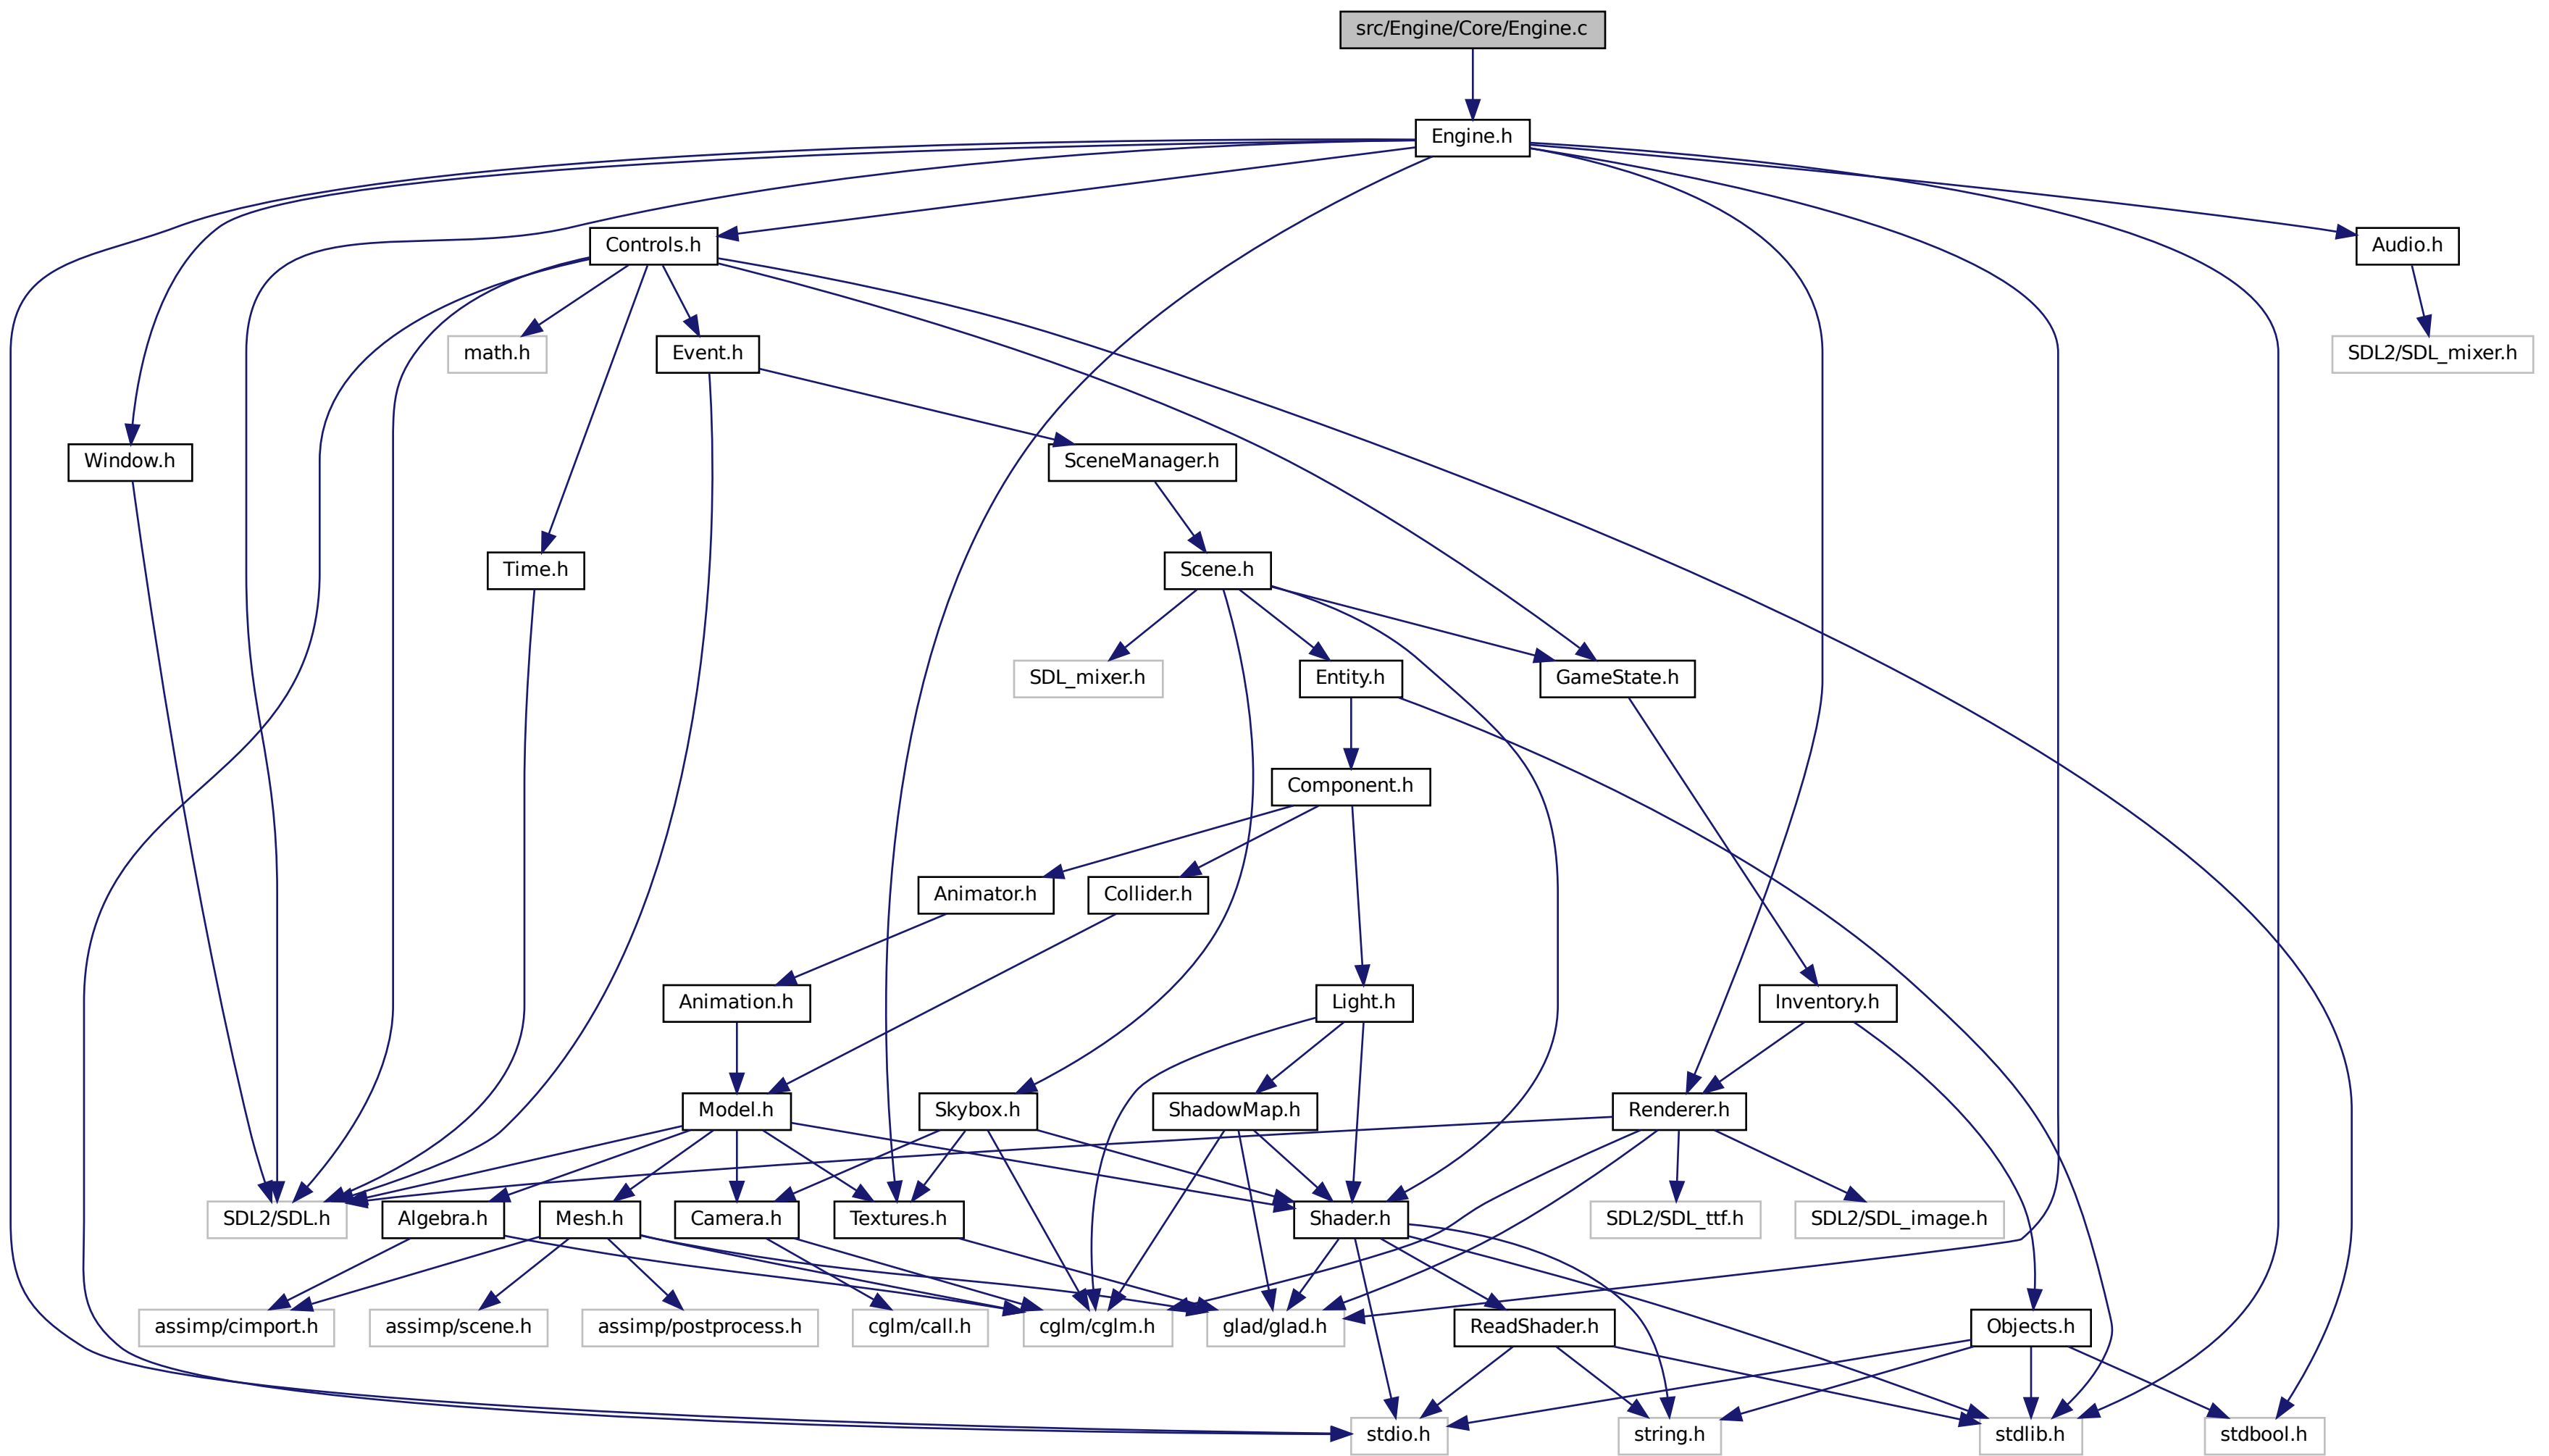 src/Engine/Core/Engine.c
Engine.h
Controls.h
Audio.h
math.h
Event.h
SDL2/SDL_mixer.h
Window.h
SceneManager.h
Time.h
Scene.h
SDL_mixer.h
Entity.h
GameState.h
Component.h
Animator.h
Collider.h
Animation.h
Light.h
Inventory.h
Model.h
Skybox.h
ShadowMap.h
Renderer.h
SDL2/SDL.h
Algebra.h
Mesh.h
Camera.h
Textures.h
Shader.h
SDL2/SDL_ttf.h
SDL2/SDL_image.h
assimp/cimport.h
assimp/scene.h
assimp/postprocess.h
cglm/call.h
cglm/cglm.h
glad/glad.h
ReadShader.h
Objects.h
stdio.h
string.h
stdlib.h
stdbool.h